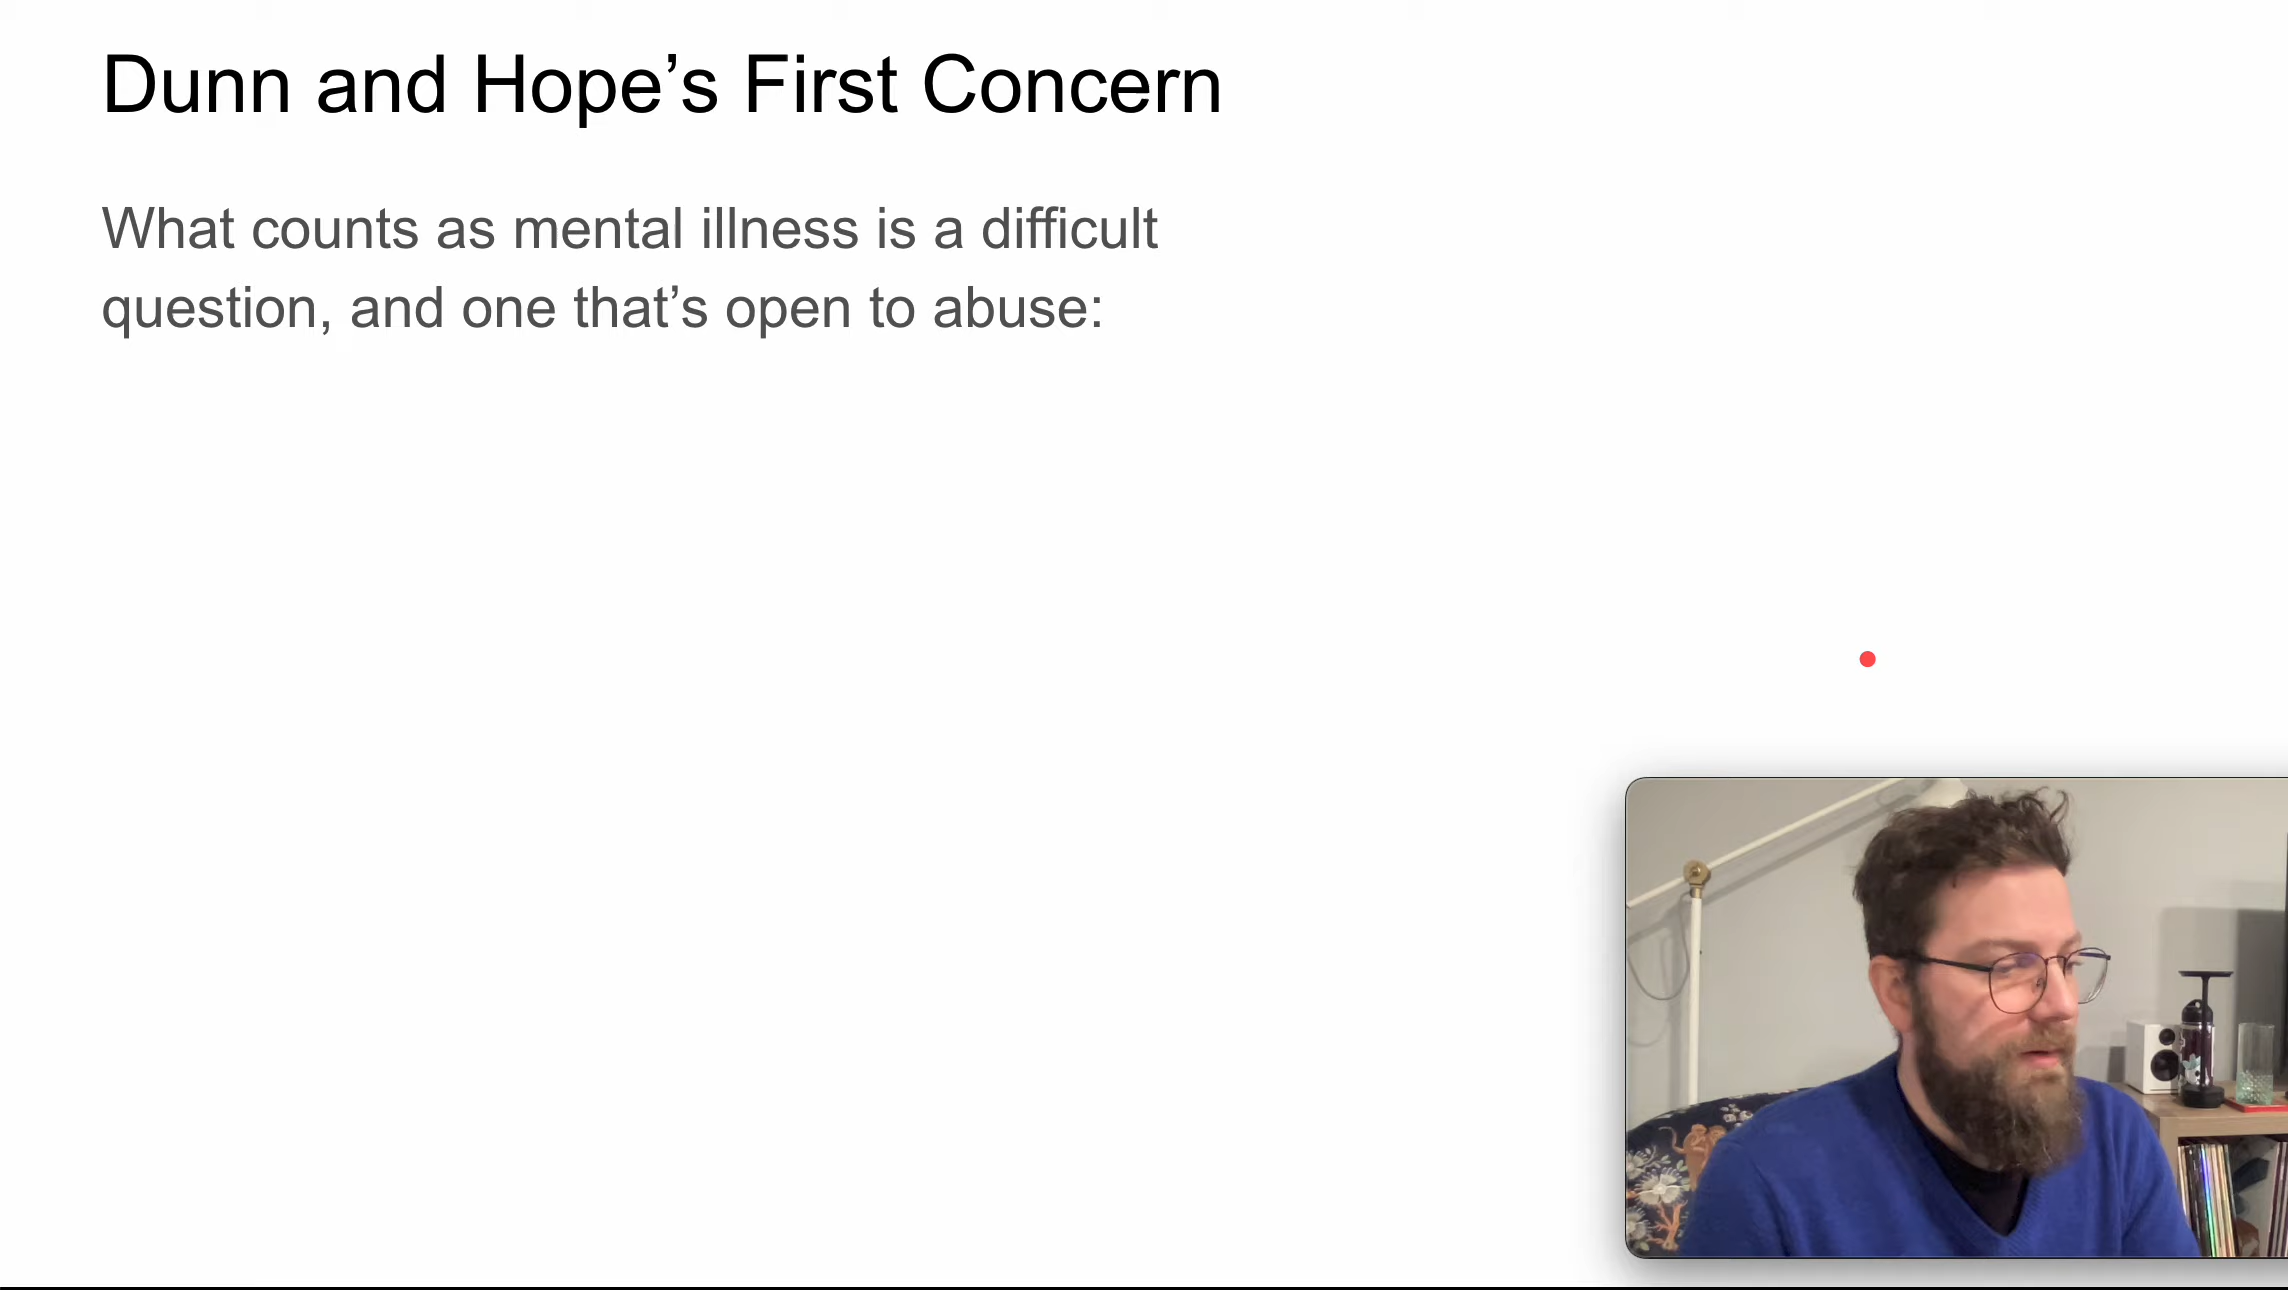 Dunn and Hope’s First Concern
What counts as mental illness is a difficult
question, and one that’s open to abuse: